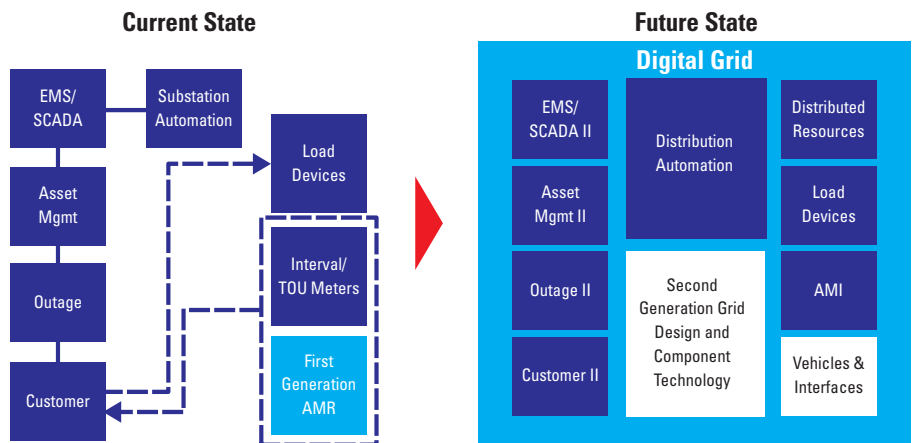 Current State
EMS/
SCADA
Substation
Automation
Load
Devices
Asset
Mgmt
Interval/
TOU Meters
Outage
First
Generation
AMR
Customer
Future State
Digital Grid
EMS/
SCADA II
Distribution
Automation
Distributed
Resources
Asset
Mgmt II
Load
Devices
Outage II
Second
Generation Grid
Design and
Component
Technology
AMI
Customer II
Vehicles &
Interfaces